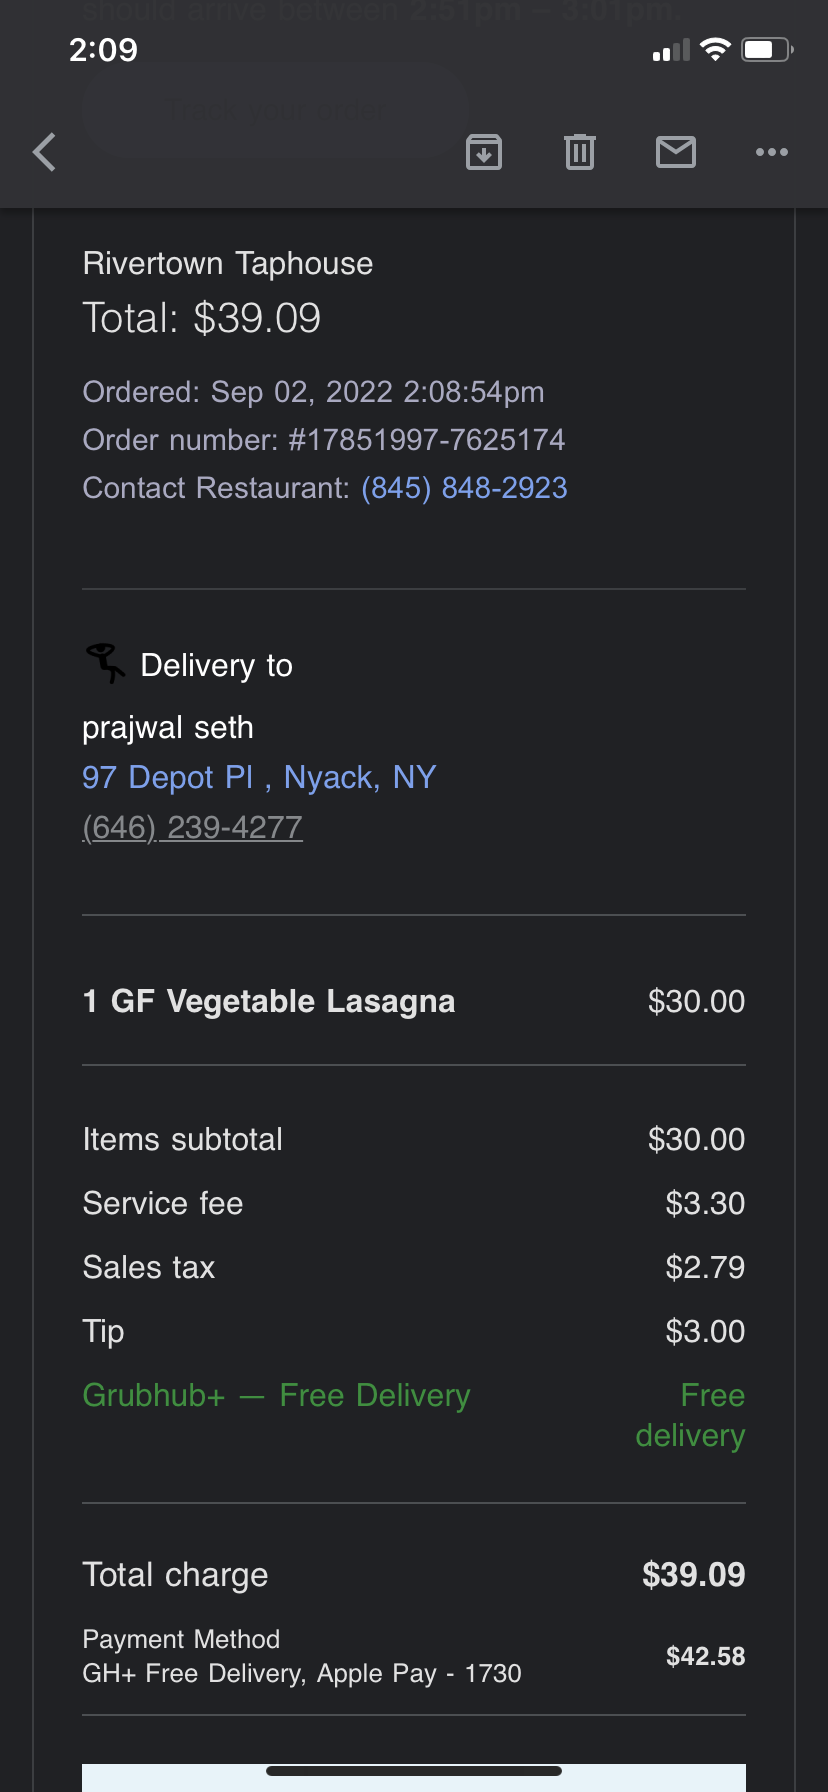 should arrive between 2:51pm – 3:01pm.
2:09
Track your order
Rivertown Taphouse
Total: $39.09
Ordered: Sep 02, 2022 2:08:54pm
Order number: #17851997-7625174
Contact Restaurant: (845) 848-2923
Delivery to
prajwal seth
97 Depot Pl , Nyack, NY
(646) 239-4277
1 GF Vegetable Lasagna $30.00
Items subtotal $30.00
Service fee $3.30
Sales tax $2.79
Tip $3.00
Grubhub+ — Free Delivery Free
delivery
Total charge $39.09
Payment Method
GH+ Free Delivery, Apple Pay - 1730 $42.58